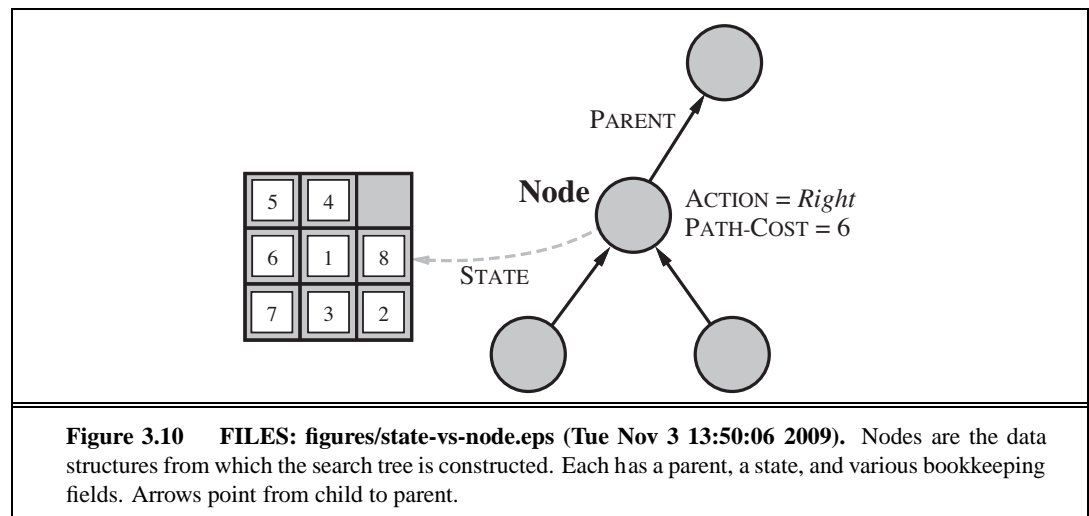 PARENT
Node
ACTION = Right
PATH-COST = 6
5 4
6 1 8
7 3 2
STATE
Figure 3.10 FILES: figures/state-vs-node.eps (Tue Nov 3 13:50:06 2009). Nodes are the data
structures from which the search tree is constructed. Each has a parent, a state, and various bookkeeping
fields. Arrows point from child to parent.